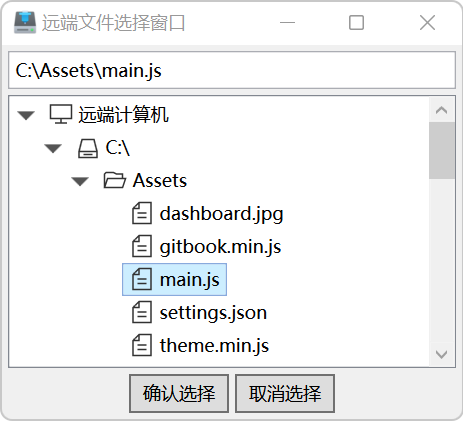 远端文件选择窗口
C:\Assets\main.js
远端计算机
C:\
Assets
dashboard.jpg
gitbook.min.js
main.js
settings.json
theme.min.js
确认选择 取消选择